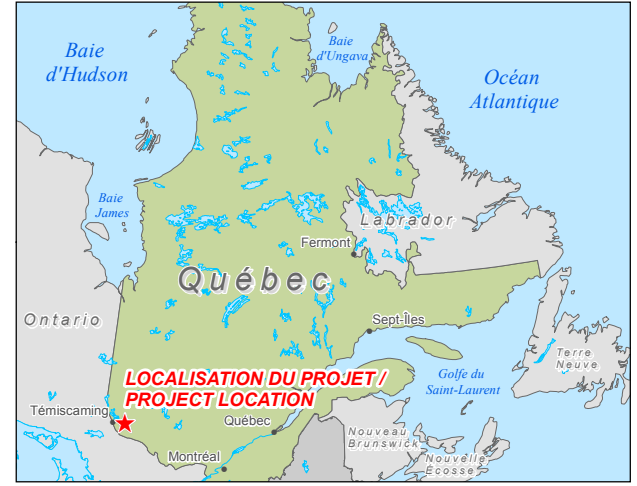 Baie
d'Hudson
Baie
d'Ungava
Océan
Atlantique
Baie
James
Labrador
Fermont
Québec
Ontario
Sept-Îles
Terre
Neuve
LOCALISATION DU PROJET /
PROJECT LOCATION
Golfe du
Saint-Laurent
Témiscaming
Québec
Nouveau
Brunswick
Montréal
Nouvelle
Écosse